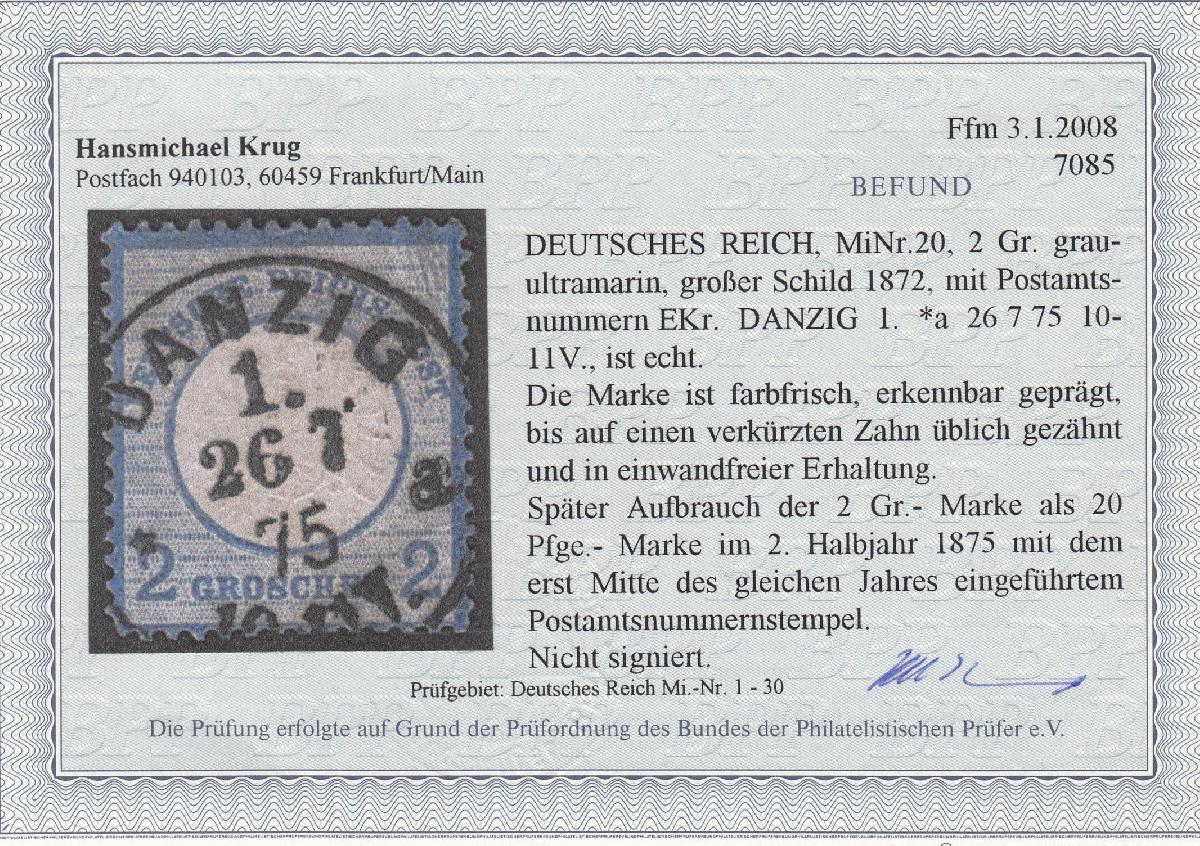 Ffm 3.1.2008
7085
Hansmichael Krug
Postfach 940103, 60459 Frankfurt/Main
BEFUND
DANZIG
1.
26 7
75
a
*
2 GROSCHEN 2
DEUTSCHES REICH, MiNr.20, 2 Gr. grau-
ultramarin, großer Schild 1872, mit Postamts-
nummern EKr. DANZIG 1. *a 26 7 75 10-
11V., ist echt.
Die Marke ist farbfrisch, erkennbar geprägt,
bis auf einen verkürzten Zahn üblich gezähnt
und in einwandfreier Erhaltung.
Später Aufbrauch der 2 Gr.- Marke als 20
Pfge.- Marke im 2. Halbjahr 1875 mit dem
erst Mitte des gleichen Jahres eingeführtem
Postamtsnummernstempel.
Nicht signiert.
Prüfgebiet: Deutsches Reich Mi.-Nr. 1 - 30
Die Prüfung erfolgte auf Grund der Prüfordnung des Bundes der Philatelistischen Prüfer e.V.